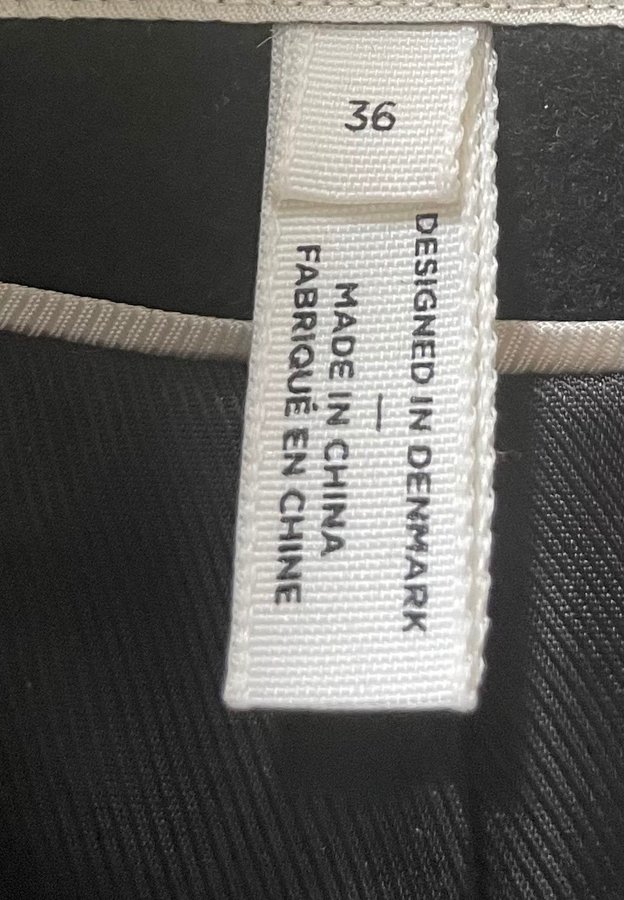 36
DESIGNED IN DENMARK
—
MADE IN CHINA
FABRIQUÉ EN CHINE